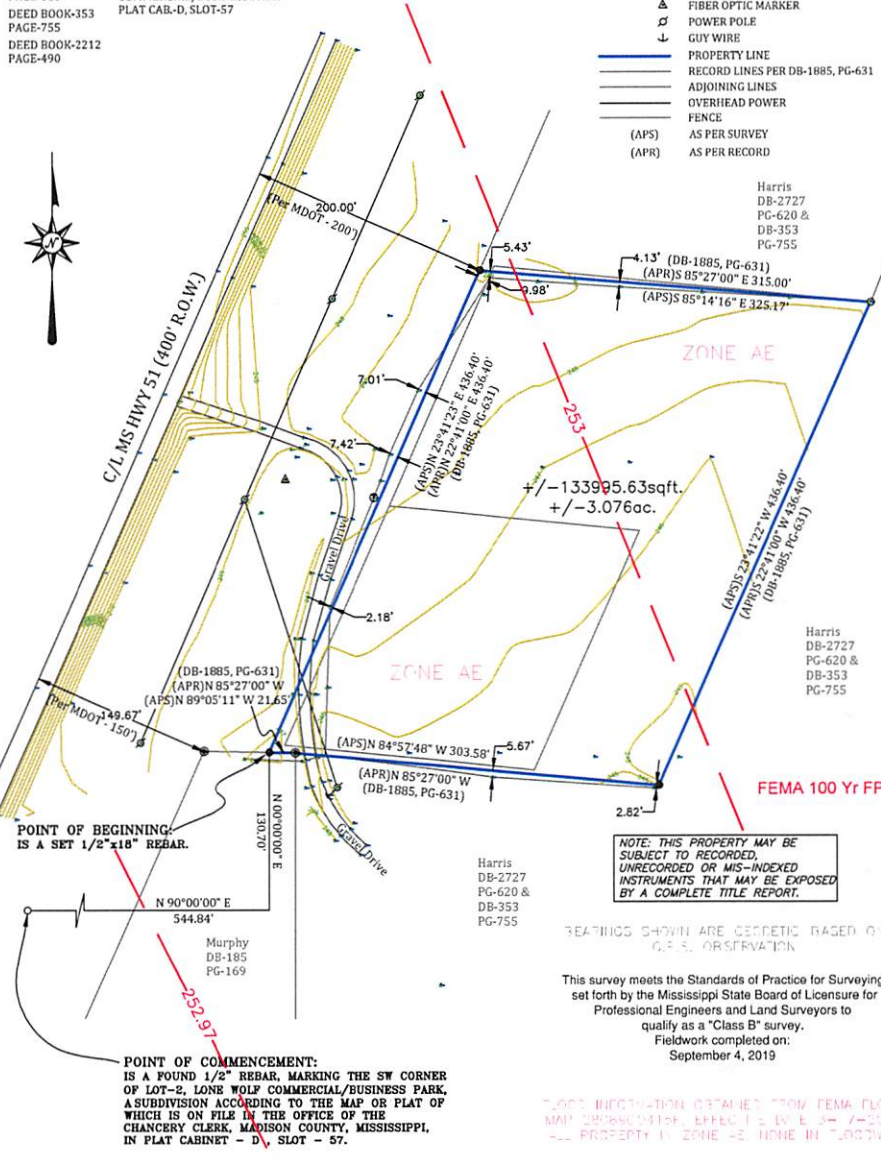 DEED BOOK-353
PAGE-755
DEED BOOK-2212
PAGE-490
PLAT CAB.-D, SLOT-57
FIBER OPTIC MARKER
POWER POLE
GUY WIRE
PROPERTY LINE
RECORD LINES PER DB-1885, PG-631
ADJOINING LINES
OVERHEAD POWER
FENCE
(APS) AS PER SURVEY
(APR) AS PER RECORD
N
Harris
DB-2727
PG-620 &
DB-353
PG-755
200.00'
(Per MDOT - 200')
C/L MS HWY 51 (400' R.O.W.)
5.43'
9.98'
4.13' (DB-1885, PG-631)
(APR)S 85°27'00" E 315.00'
(APS)S 85°14'16" E 325.17'
ZONE AE
253
7.01'
7.42'
(APS)N 23°41'23" E 436.40'
(APR)N 22°41'00" E 436.40'
(DB-1885, PG-631)
+/-133995.63sqft.
+/-3.076ac.
(APS)S 23°41'22" W 436.40'
(APR)S 22°41'00" W 436.40'
(DB-1885, PG-631)
Gravel Drive
2.18'
Harris
DB-2727
PG-620 &
DB-353
PG-755
ZONE AE
(DB-1885, PG-631)
(APR)N 85°27'00" W
(APS)N 89°05'11" W 21.65'
149.67'
(Per MDOT - 150')
(APS)N 84°57'48" W 303.58'
5.67'
(APR)N 85°27'00" W
(DB-1885, PG-631)
2.82'
FEMA 100 Yr FP
POINT OF BEGINNING:
IS A SET 1/2"x18" REBAR.
N 00°00'00" E
130.70'
Gravel Drive
NOTE: THIS PROPERTY MAY BE
SUBJECT TO RECORDED,
UNRECORDED OR MIS-INDEXED
INSTRUMENTS THAT MAY BE EXPOSED
BY A COMPLETE TITLE REPORT.
Harris
DB-2727
PG-620 &
DB-353
PG-755
N 90°00'00" E
544.84'
Murphy
DB-185
PG-169
252.97
BEARINGS SHOWN ARE GEODETIC BASED
G.P.S. OBSERVATION
This survey meets the Standards of Practice for Surveying
set forth by the Mississippi State Board of Licensure for
Professional Engineers and Land Surveyors to
qualify as a "Class B" survey.
Fieldwork completed on:
September 4, 2019
POINT OF COMMENCEMENT:
IS A FOUND 1/2" REBAR, MARKING THE SW CORNER
OF LOT-2, LONE WOLF COMMERCIAL/BUSINESS PARK,
A SUBDIVISION ACCORDING TO THE MAP OR PLAT OF
WHICH IS ON FILE IN THE OFFICE OF THE
CHANCERY CLERK, MADISON COUNTY, MISSISSIPPI,
IN PLAT CABINET - D, SLOT - 57.
FLOOD INFORMATION OBTAINED FROM FEMA
MAP
ALL PROPERTY IN ZONE AE, NONE IN